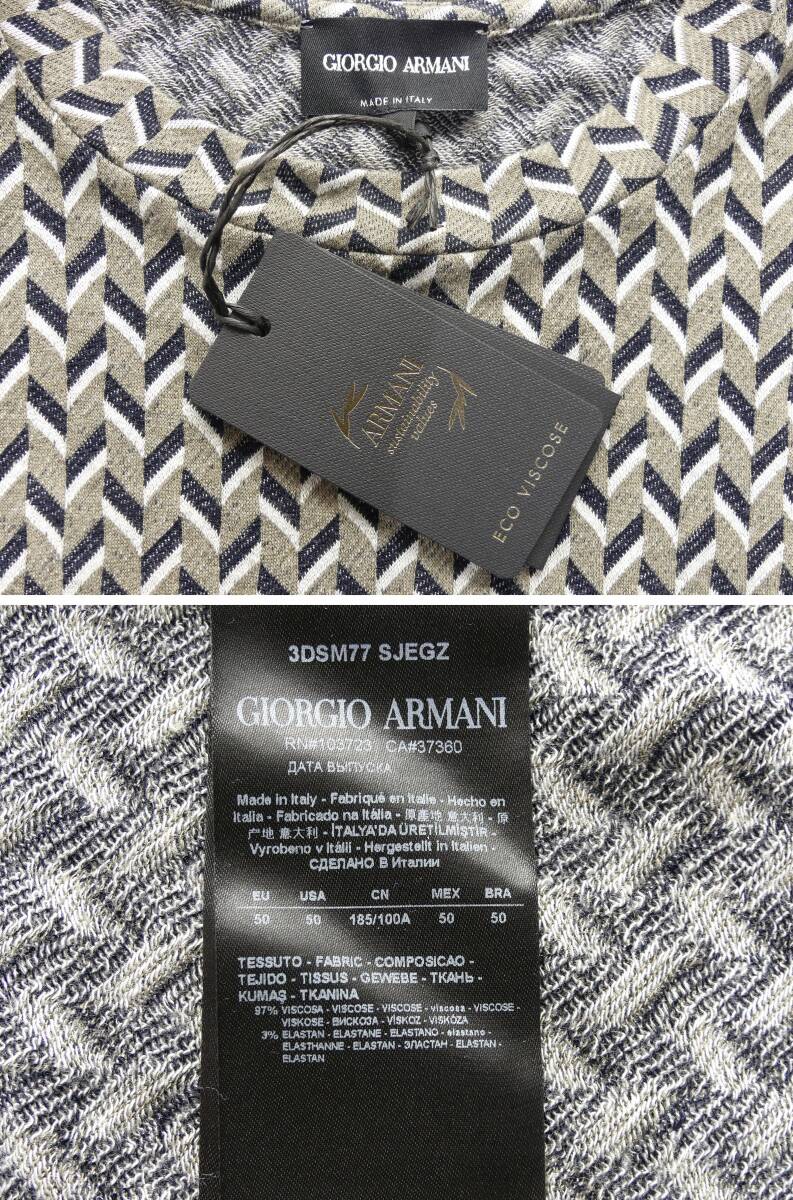 GIORGIO ARMANI
MADE IN ITALY
ARMANI
sustainability
values
ECO VISCOSE
3DSM77 SJEGZ
GIORGIO ARMANI
RN#103723 CA#37360
ДАТА ВЫПУСКА
Made in Italy - Fabriqué en Italie - Hecho en
Italia - Fabricado na Itália - 原產地 意大利 - 原
产地 意大利 - İTALYA'DA ÜRETİLMİŞTİR -
Vyrobeno v Itálii - Hergestellt in Italien -
СДЕЛАНО В Италии
EU USA CN MEX BRA
50 50 185/100A 50 50
TESSUTO - FABRIC - COMPOSICAO -
TEJIDO - TISSUS - GEWEBE - ТКАНЬ -
KUMAŞ - TKANINA
97% VISCOSA - VISCOSE - VISCOSE - viscosa - VISCOSE -
VISKOSE - ВИСКОЗА - VİSKOZ - VISKÓZA
3% ELASTAN - ELASTANE - ELASTANO - elastano -
ELASTHANNE - ELASTAN - ЭЛАСТАН - ELASTAN -
ELASTAN